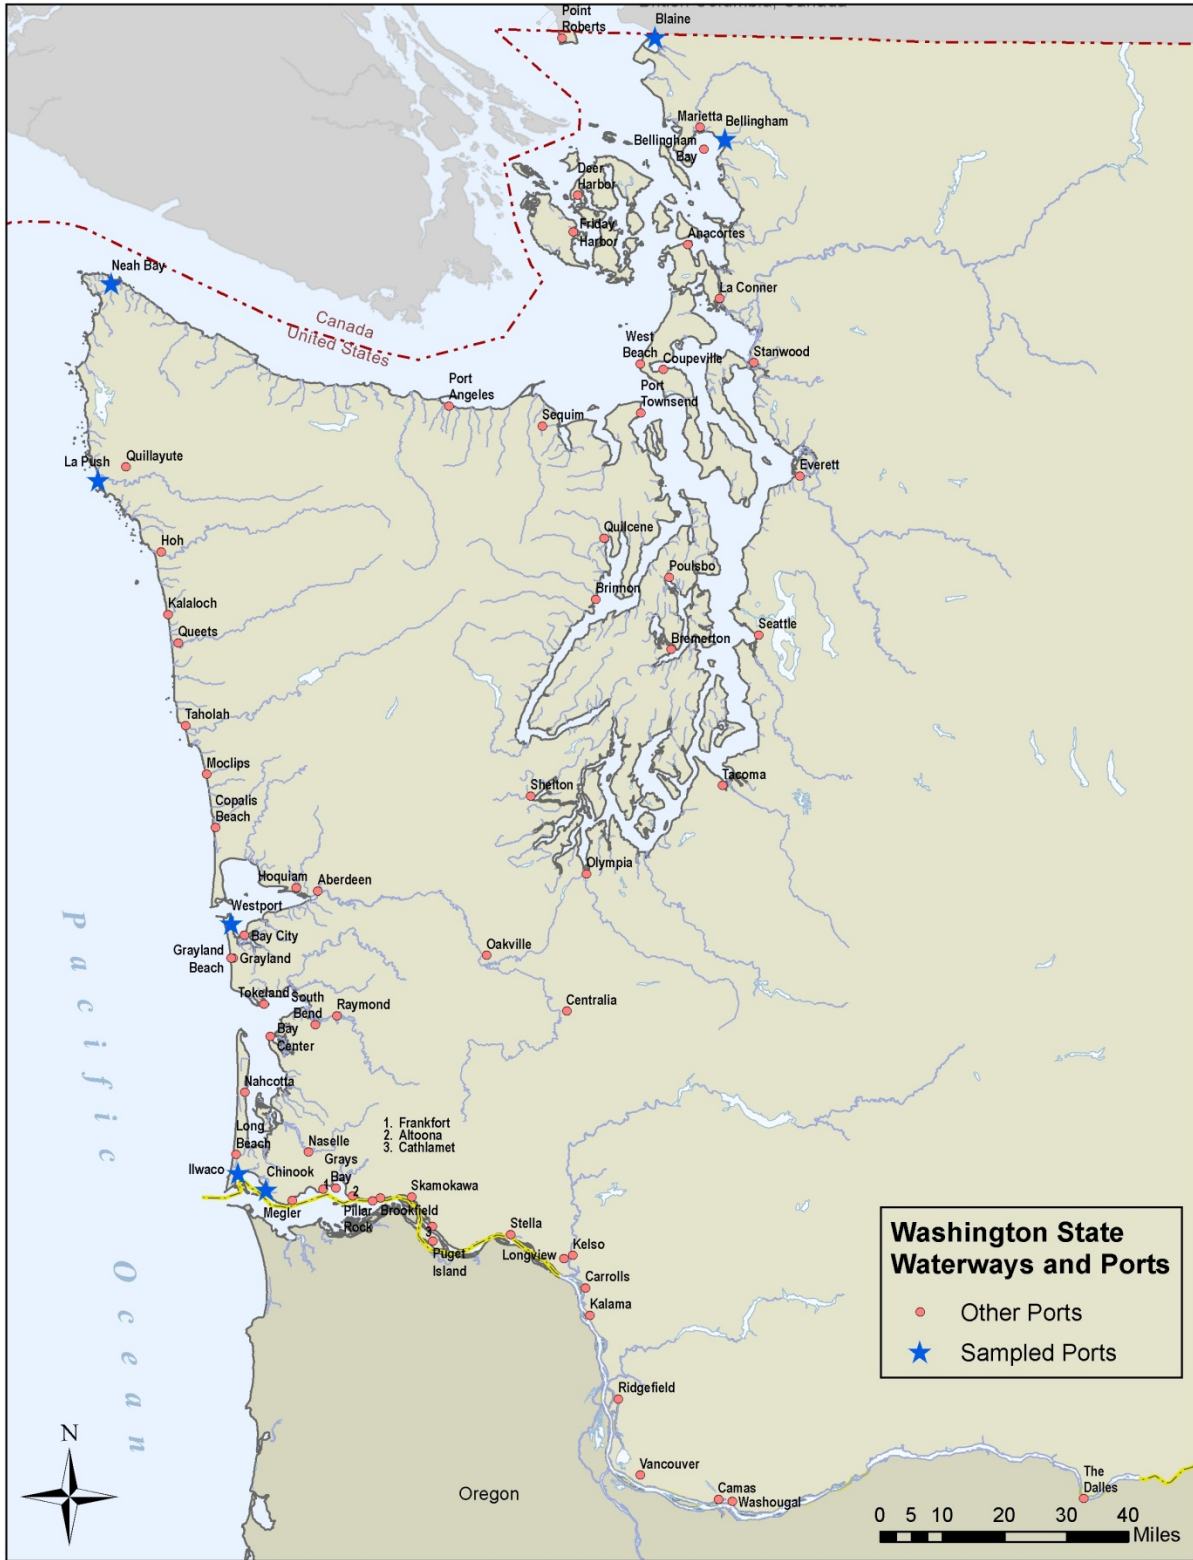 British Columbia, Canada
Point
Roberts
Blaine
Marietta
Bellingham
Bellingham
Bay
Deer
Harbor
Friday
Harbor
Anacortes
Neah Bay
La Conner
Canada
United States
West
Beach
Coupeville
Stanwood
Port
Angeles
Port
Townsend
Sequim
La Push
Quillayute
Everett
Hoh
Quilcene
Poulsbo
Brinnon
Kalaloch
Queets
Seattle
Bremerton
Taholah
Moclips
Shelton
Tacoma
Copalis
Beach
Olympia
Hoquiam
Aberdeen
Westport
Bay City
Grayland
Beach
Grayland
Oakville
Tokeland
South
Bend
Raymond
Centralia
Bay
Center
Nahcotta
Long
Beach
1. Frankfort
2. Altoona
3. Cathlamet
Naselle
Ilwaco
Chinook
Grays
Bay
1
2
Skamokawa
Megler
Pillar
Rock
Brookfield
3
Puget
Island
Stella
Longview
Kelso
Carrolls
Kalama
Pacific Ocean
Washington State
Waterways and Ports
Other Ports
Sampled Ports
Ridgefield
N
Vancouver
Oregon
Camas
Washougal
The
Dalles
0 5 10 20 30 40
Miles